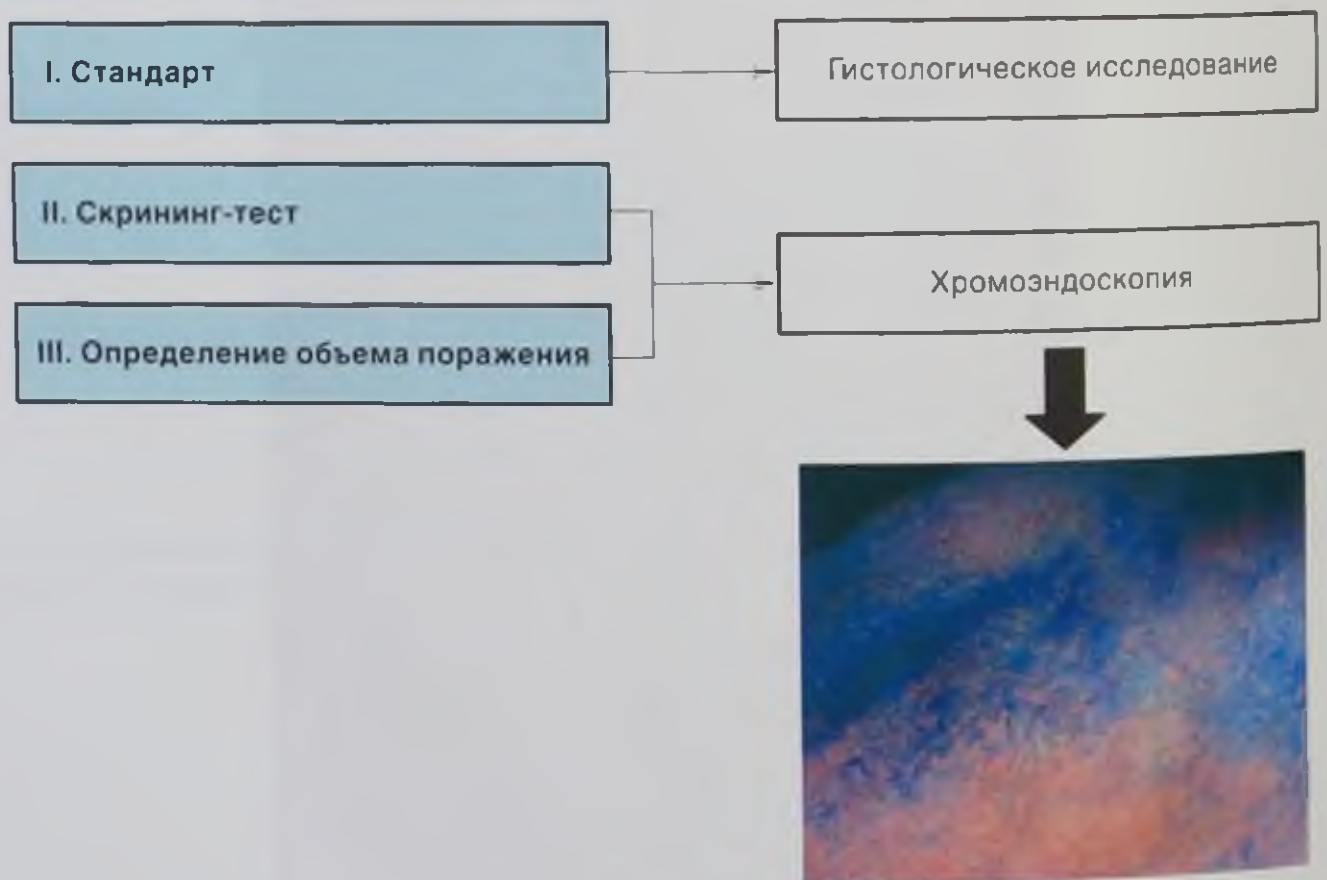 I. Стандарт
Гистологическое исследование
II. Скрининг-тест
Хромоэндоскопия
III. Определение объема поражения